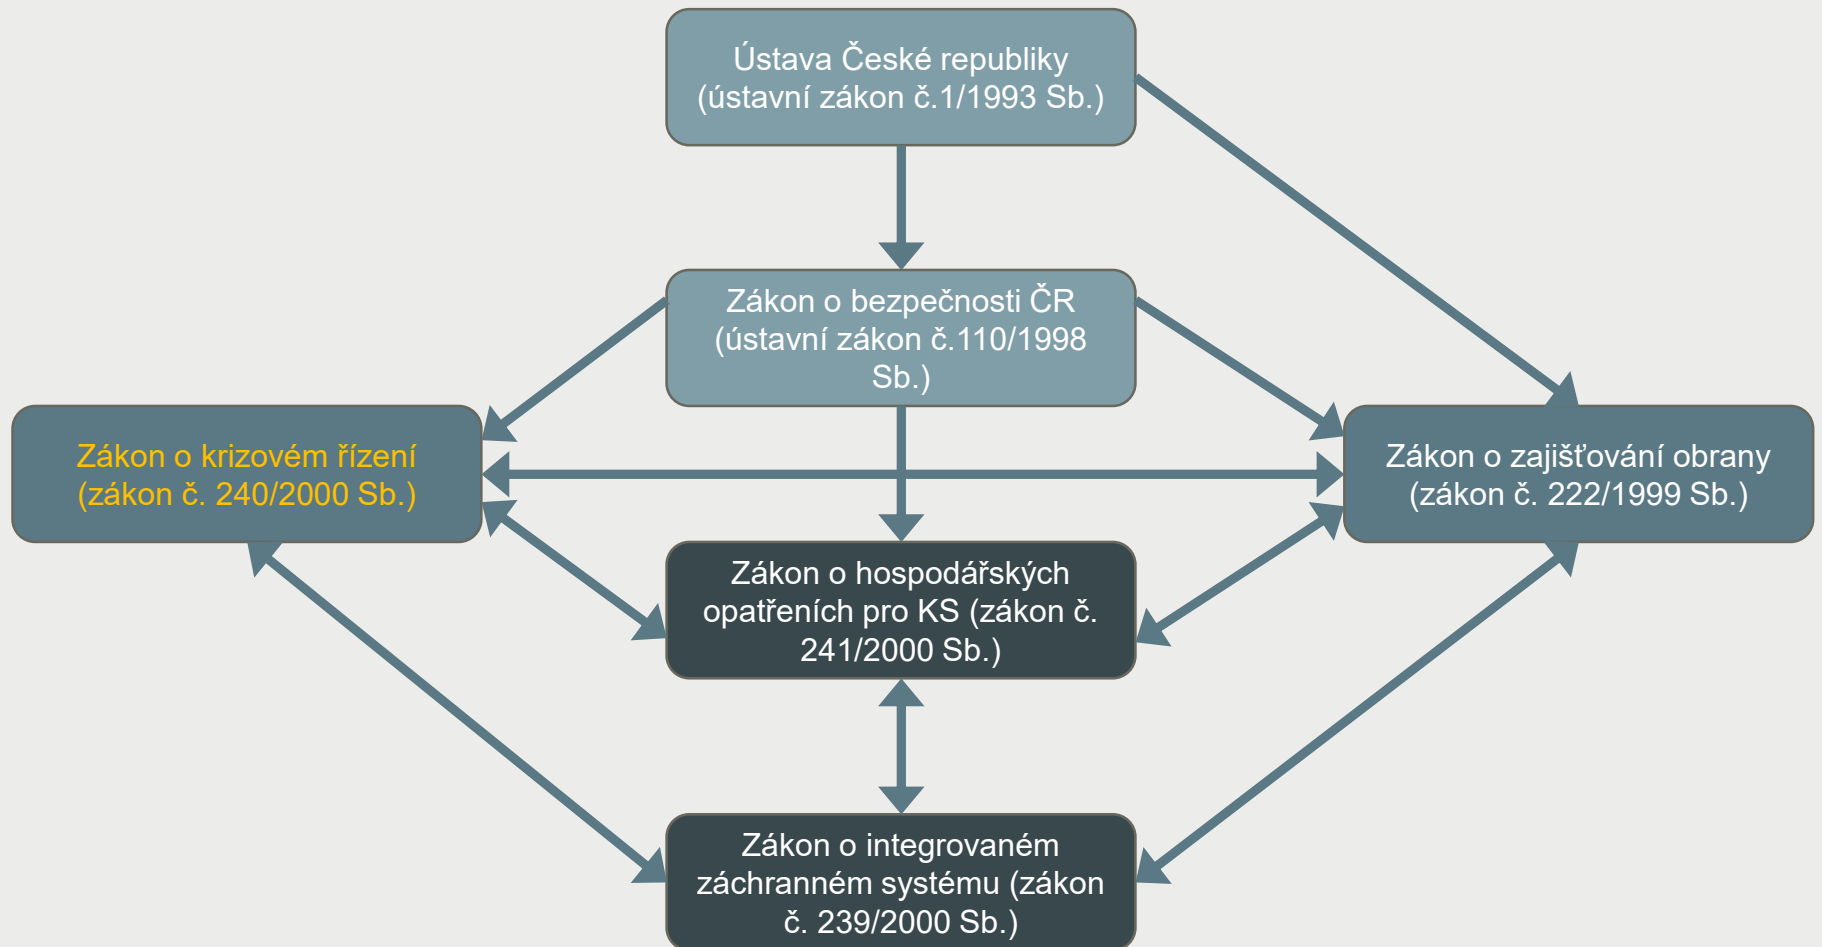 Ústava České republiky
(ústavní zákon č.1/1993 Sb.)
Zákon o bezpečnosti ČR
(ústavní zákon č.110/1998
Sb.)
Zákon o krizovém řízení
(zákon č. 240/2000 Sb.)
Zákon o zajišťování obrany
(zákon č. 222/1999 Sb.)
Zákon o hospodářských
opatřeních pro KS (zákon č.
241/2000 Sb.)
Zákon o integrovaném
záchranném systému (zákon
č. 239/2000 Sb.)